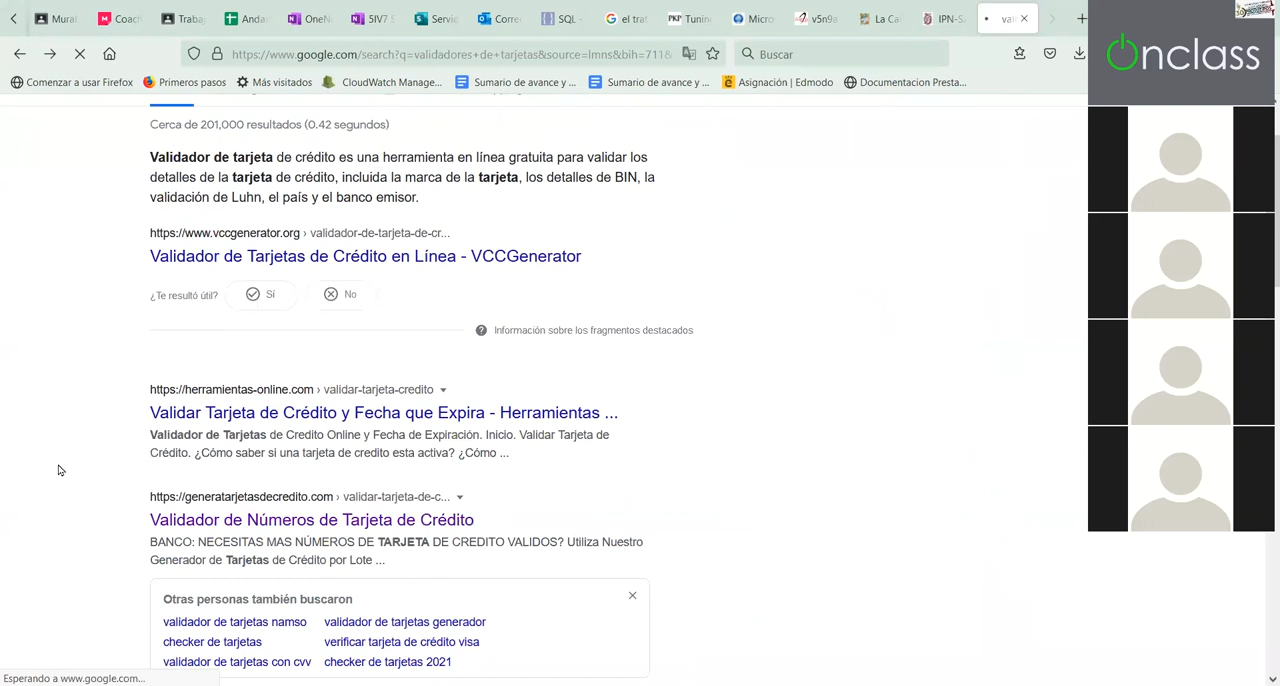 Mural
Coach
Trabaj
Andan
OneNo
5IV7 S
Servic
Corre
SQL -
el trat
Tunin
Micro
v5n9a
La Ca
IPN-SA
vali
https://www.google.com/search?q=validadores+de+tarjetas&source=lmns&bih=711&
Buscar
Comenzar a usar Firefox
Primeros pasos
Más visitados
CloudWatch Manage...
Sumario de avance y ...
Sumario de avance y ...
Asignación | Edmodo
Documentacion Presta...
Onclass
Cerca de 201,000 resultados (0.42 segundos)
Validador de tarjeta de crédito es una herramienta en línea gratuita para validar los
detalles de la tarjeta de crédito, incluida la marca de la tarjeta, los detalles de BIN, la
validación de Luhn, el país y el banco emisor.
https://www.vccgenerator.org › validador-de-tarjeta-de-cr...
Validador de Tarjetas de Crédito en Línea - VCCGenerator
¿Te resultó útil?
Sí
No
Información sobre los fragmentos destacados
https://herramientas-online.com › validar-tarjeta-credito
Validar Tarjeta de Crédito y Fecha que Expira - Herramientas ...
Validador de Tarjetas de Credito Online y Fecha de Expiración. Inicio. Validar Tarjeta de
Crédito. ¿Cómo saber si una tarjeta de credito esta activa? ¿Cómo ...
https://generatarjetasdecredito.com › validar-tarjeta-de-c...
Validador de Números de Tarjeta de Crédito
BANCO: NECESITAS MAS NÚMEROS DE TARJETA DE CREDITO VALIDOS? Utiliza Nuestro
Generador de Tarjetas de Crédito por Lote ...
Otras personas también buscaron
validador de tarjetas namso
validador de tarjetas generador
checker de tarjetas
verificar tarjeta de crédito visa
validador de tarjetas con cvv
checker de tarjetas 2021
Esperando a www.google.com...